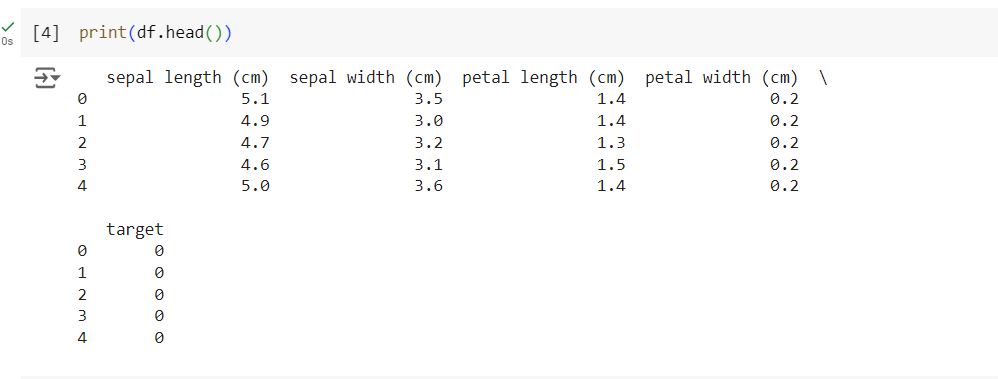 [4] print(df.head())
0s
sepal length (cm)  sepal width (cm)  petal length (cm)  petal width (cm)  \
0                5.1               3.5                1.4               0.2
1                4.9               3.0                1.4               0.2
2                4.7               3.2                1.3               0.2
3                4.6               3.1                1.5               0.2
4                5.0               3.6                1.4               0.2
target
0       0
1       0
2       0
3       0
4       0